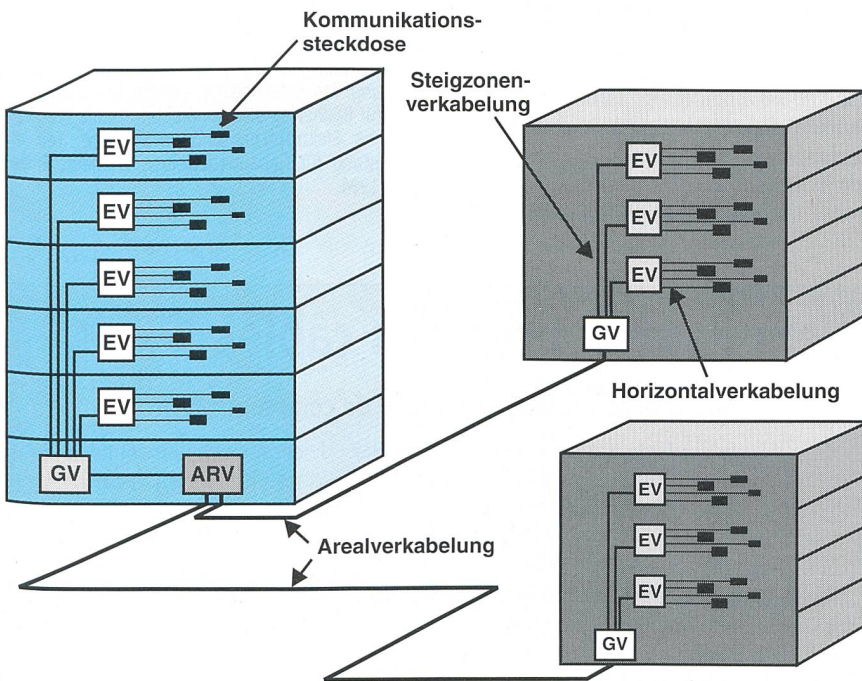 Kommunikations-
steckdose
Steigzonen-
verkabelung
EV
EV
EV
EV
EV
GV
ARV
EV
EV
EV
GV
Horizontalverkabelung
Arealverkabelung
EV
EV
EV
GV